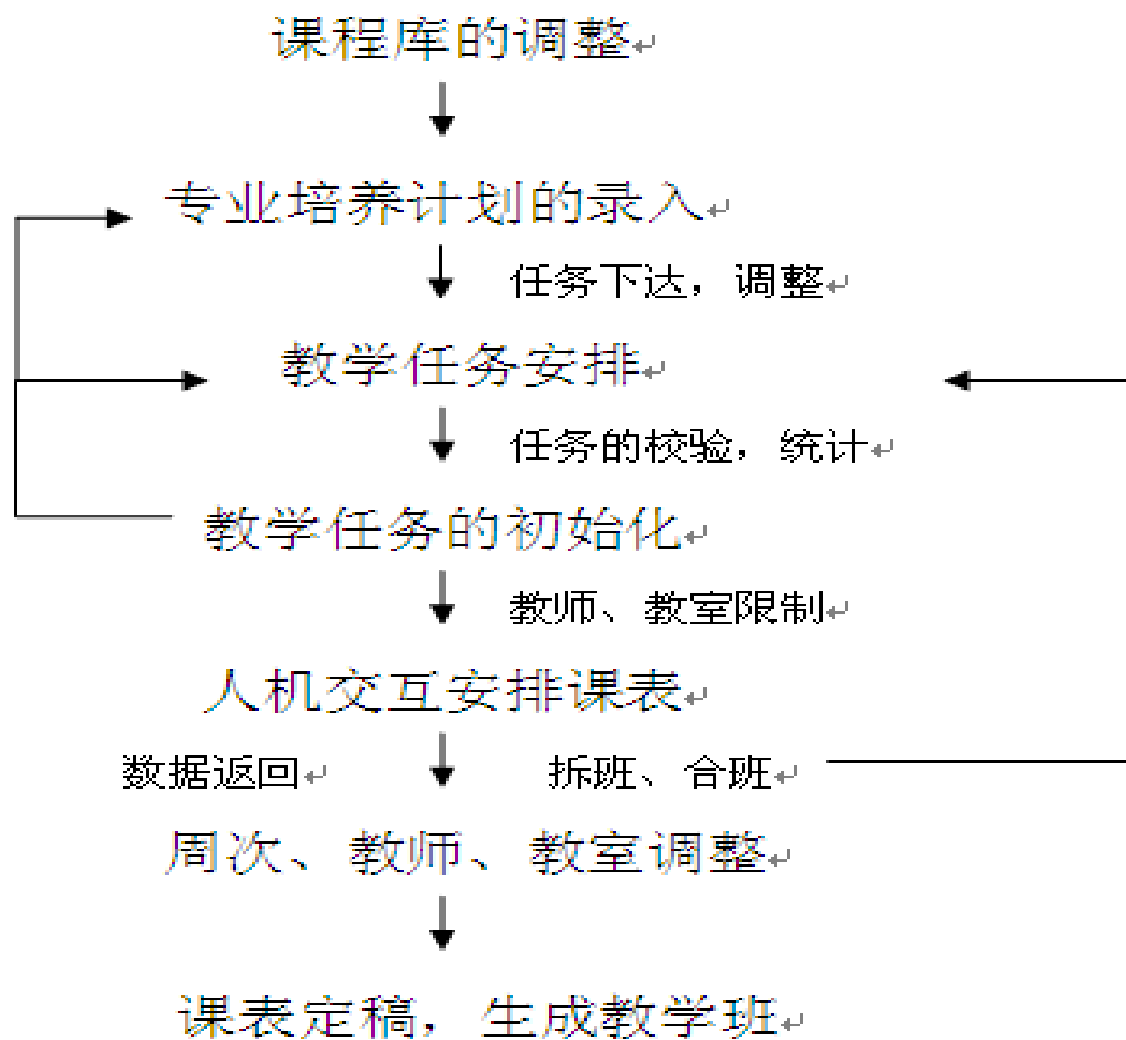 课程库的调整
专业培养计划的录入
任务下达，调整
教学任务安排
任务的校验，统计
教学任务的初始化
教师、教室限制
人机交互安排课表
数据返回 拆班、合班
周次、教师、教室调整
课表定稿，生成教学班